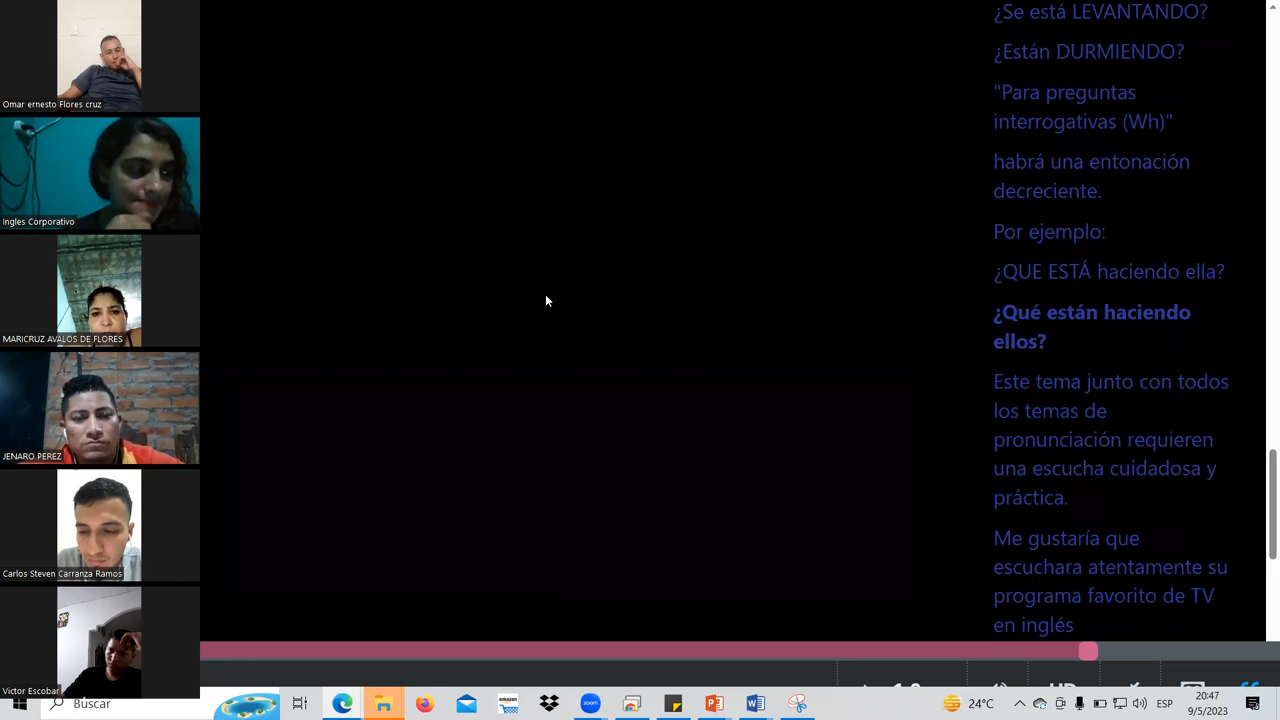 Omar ernesto Flores cruz
Ingles Corporativo
MARICRUZ AVALOS DE FLORES
JENARO PEREZ
Carlos Steven Carranza Ramos
Victor Escobar
¿Se está LEVANTANDO?
¿Están DURMIENDO?
"Para preguntas
interrogativas (Wh)"
habrá una entonación
decreciente.
Por ejemplo:
¿QUE ESTÁ haciendo ella?
¿Qué están haciendo
ellos?
Este tema junto con todos
los temas de
pronunciación requieren
una escucha cuidadosa y
práctica.
Me gustaría que
escuchara atentamente su
programa favorito de TV
en inglés
Buscar
amazon
zoom
24°C
ESP
20:47
9/5/2023